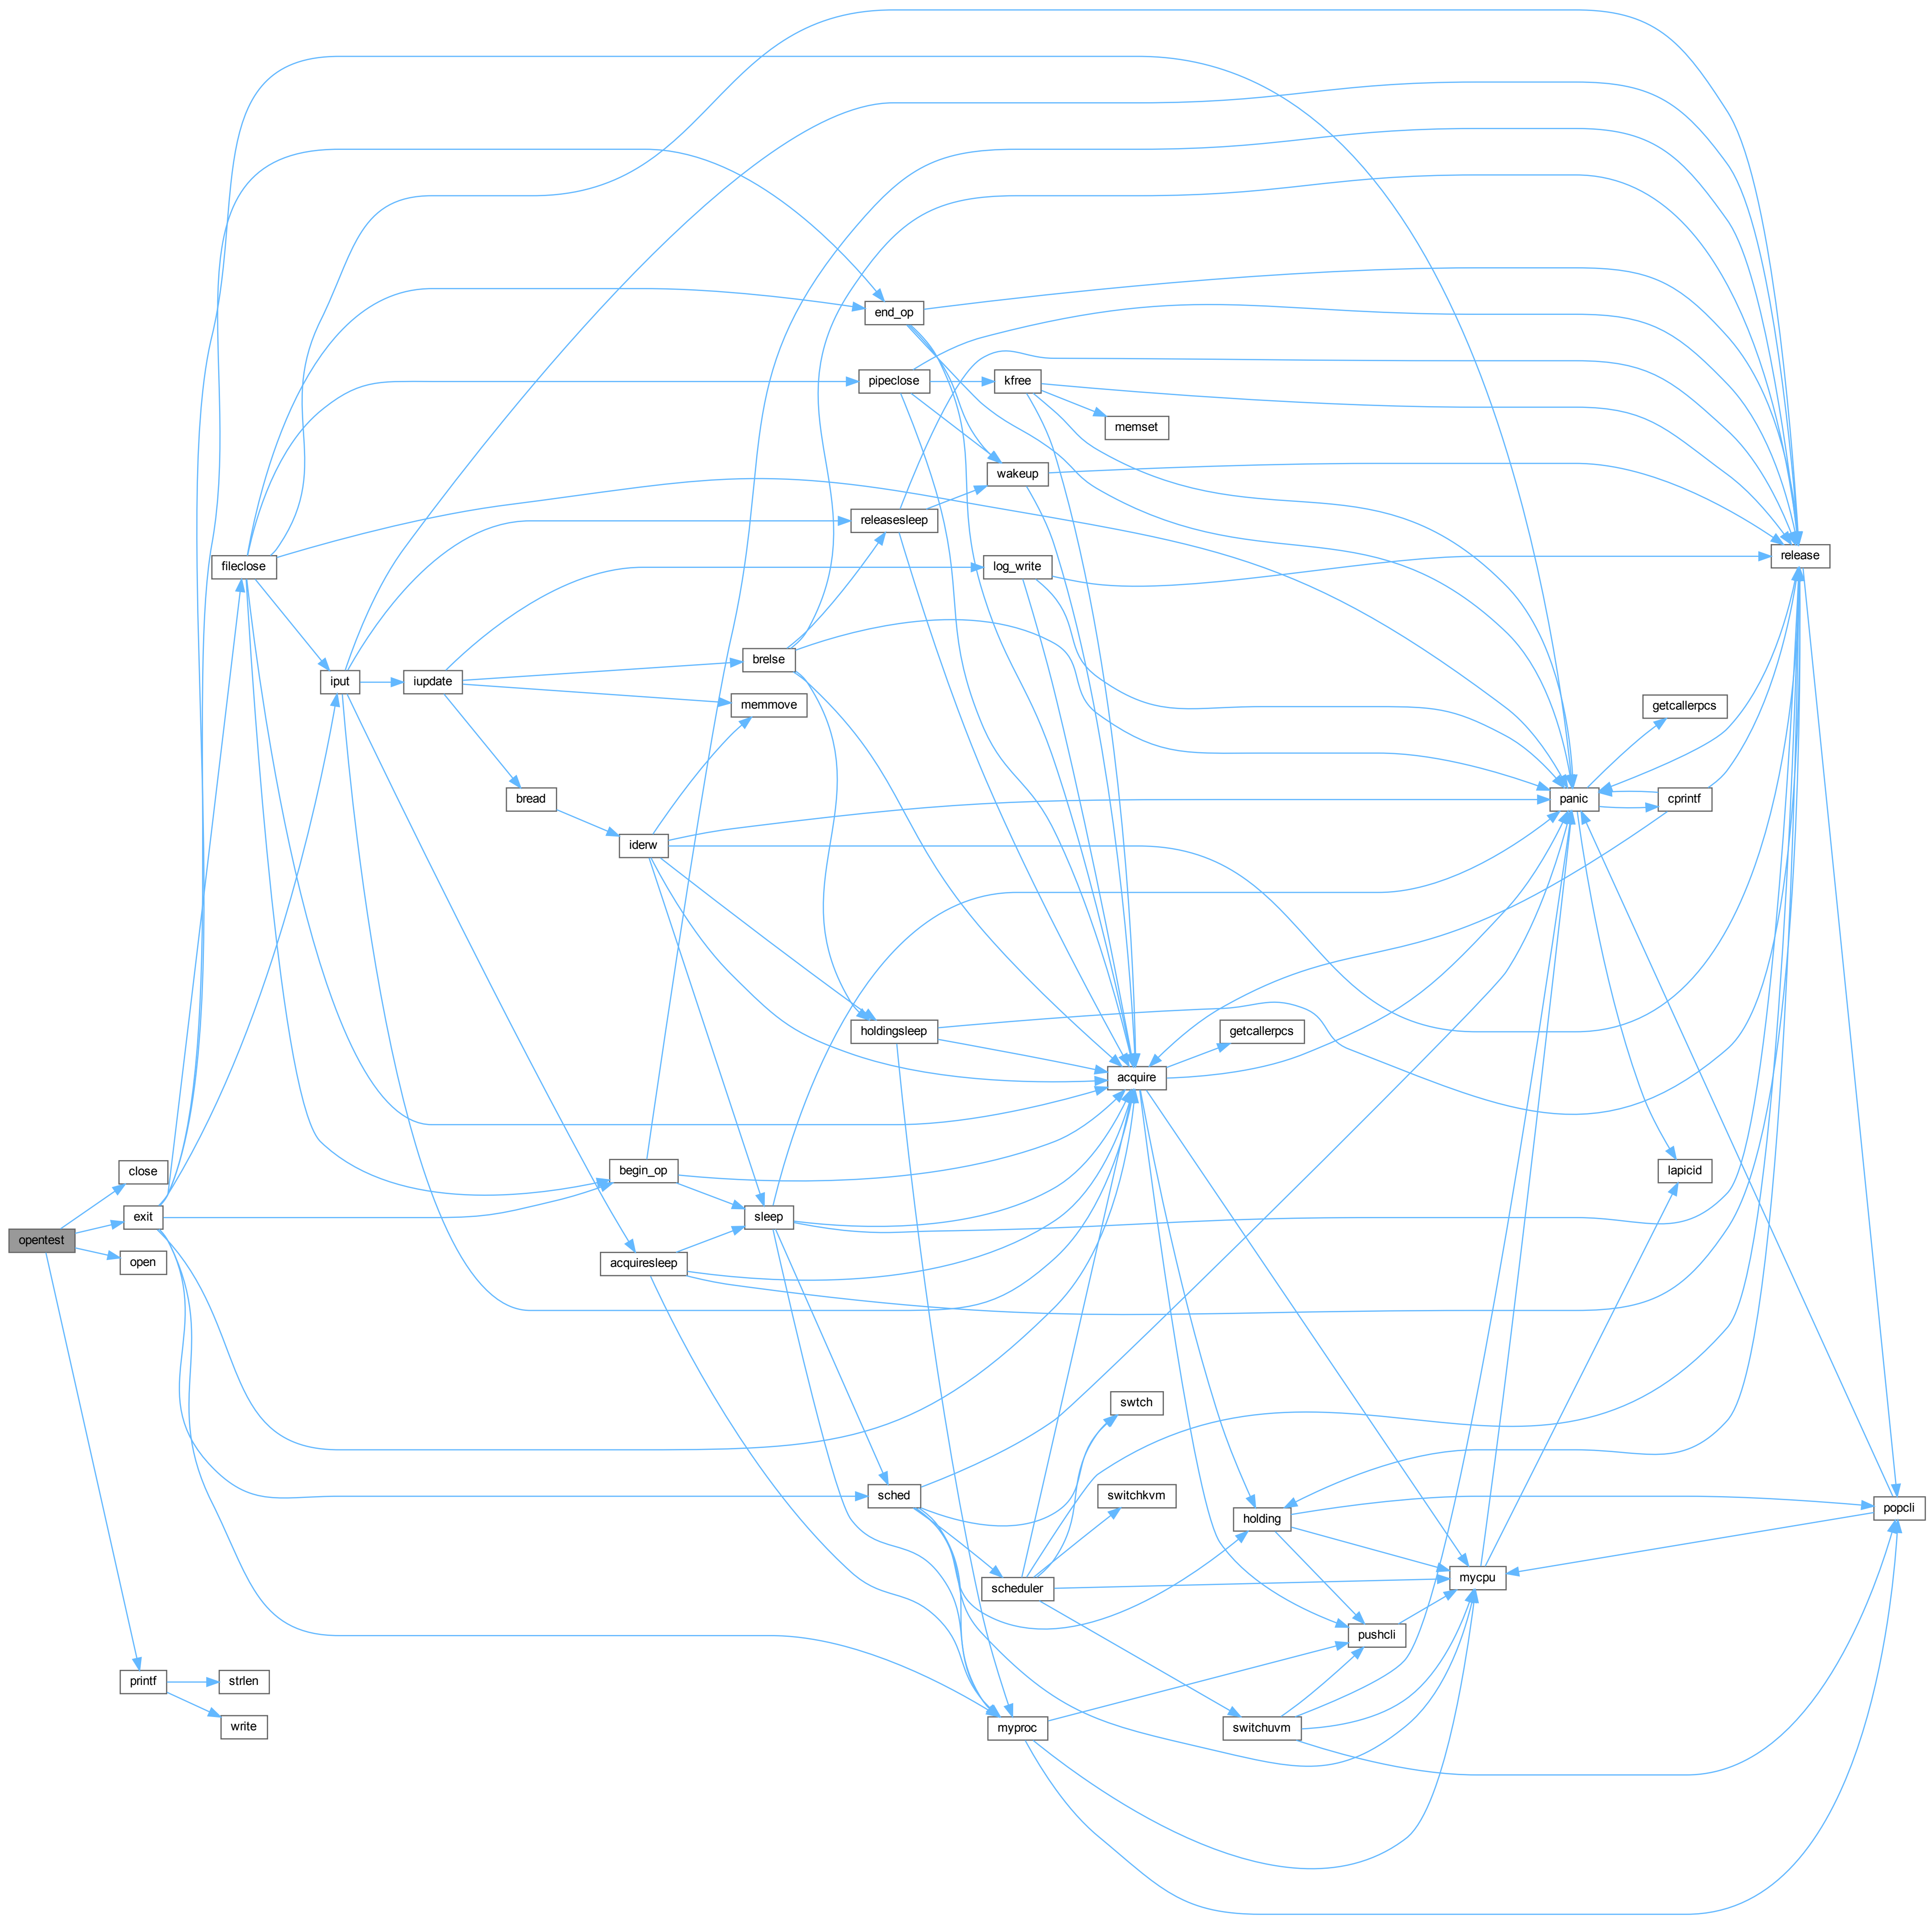 opentest
close
exit
open
printf
fileclose
strlen
write
iput
iupdate
bread
iderw
begin_op
acquiresleep
brelse
memmove
sleep
end_op
pipeclose
releasesleep
holdingsleep
sched
kfree
wakeup
log_write
scheduler
myproc
memset
acquire
swtch
switchkvm
getcallerpcs
holding
switchuvm
pushcli
mycpu
panic
getcallerpcs
cprintf
lapicid
release
popcli